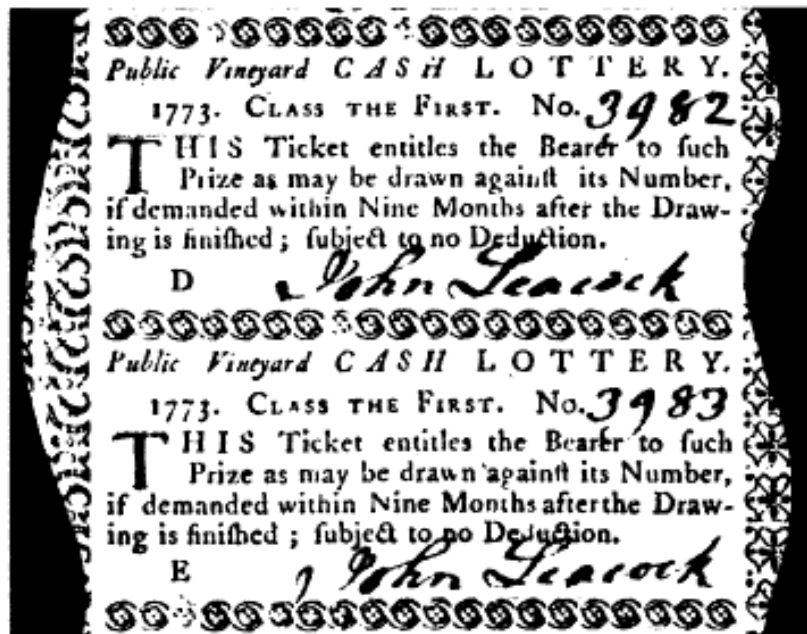 Public Vineyard CASH LOTTERY.
1773. CLASS THE FIRST. No. 3982
THIS Ticket entitles the Bearer to ſuch
Prize as may be drawn againſt its Number,
if demanded within Nine Months after the Draw-
ing is finiſhed; ſubject to no Deduction.
D John Leacock
Public Vineyard CASH LOTTERY.
1773. CLASS THE FIRST. No. 3983
THIS Ticket entitles the Bearer to ſuch
Prize as may be drawn againſt its Number,
if demanded within Nine Months after the Draw-
ing is finiſhed; ſubject to no Deduction.
E John Leacock